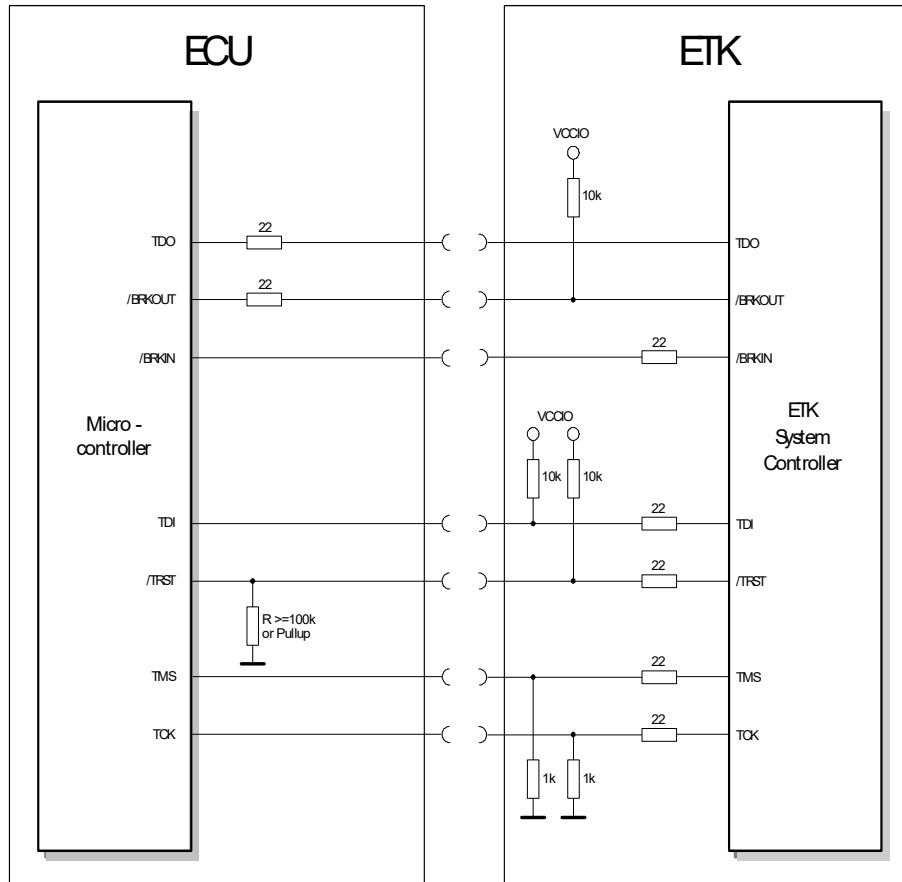 ECU
ETK
VCCIO
10k
TDO
22
TDO
/BRKOUT
22
/BRKOUT
/BRKIN
22
/BRKIN
Micro -
controller
ETK
System
Controller
VCCIO
10k
10k
TDI
22
TDI
/TRST
22
/TRST
R >=100k
or Pullup
TMS
22
TMS
TCK
22
TCK
1k
1k